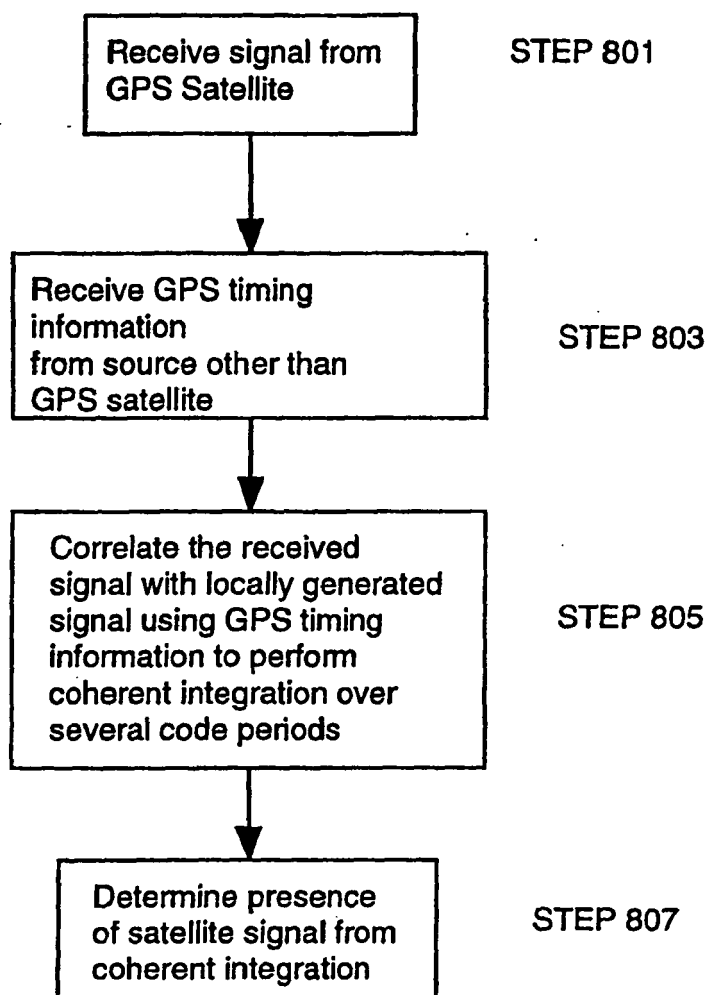 Receive signal from
GPS Satellite
STEP 801
Receive GPS timing
information
from source other than
GPS satellite
STEP 803
Correlate the received
signal with locally generated
signal using GPS timing
information to perform
coherent integration over
several code periods
STEP 805
Determine presence
of satellite signal from
coherent integration
STEP 807